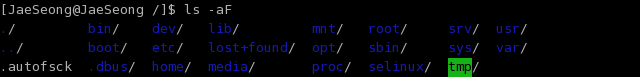 [JaeSeong@JaeSeong /]$ ls -aF
./ bin/ dev/ lib/ mnt/ root/ srv/ usr/
../ boot/ etc/ lost+found/ opt/ sbin/ sys/ var/
.autofsck .dbus/ home/ media/ proc/ selinux/ tmp/